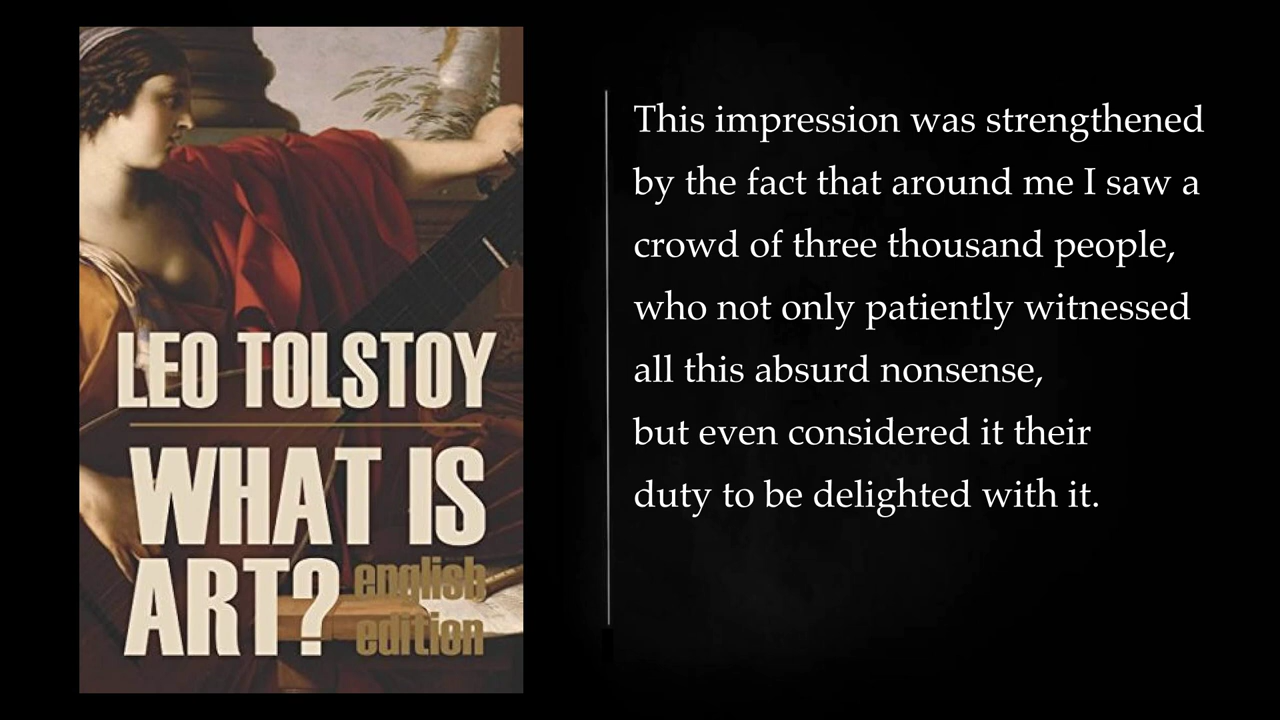 LEO TOLSTOY
WHAT IS
ART?
english
edition
This impression was strengthened
by the fact that around me I saw a
crowd of three thousand people,
who not only patiently witnessed
all this absurd nonsense,
but even considered it their
duty to be delighted with it.